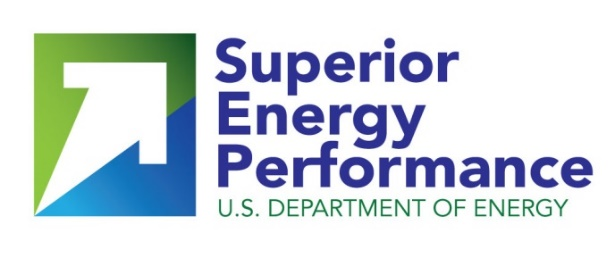 Superior
Energy
Performance
U.S. DEPARTMENT OF ENERGY